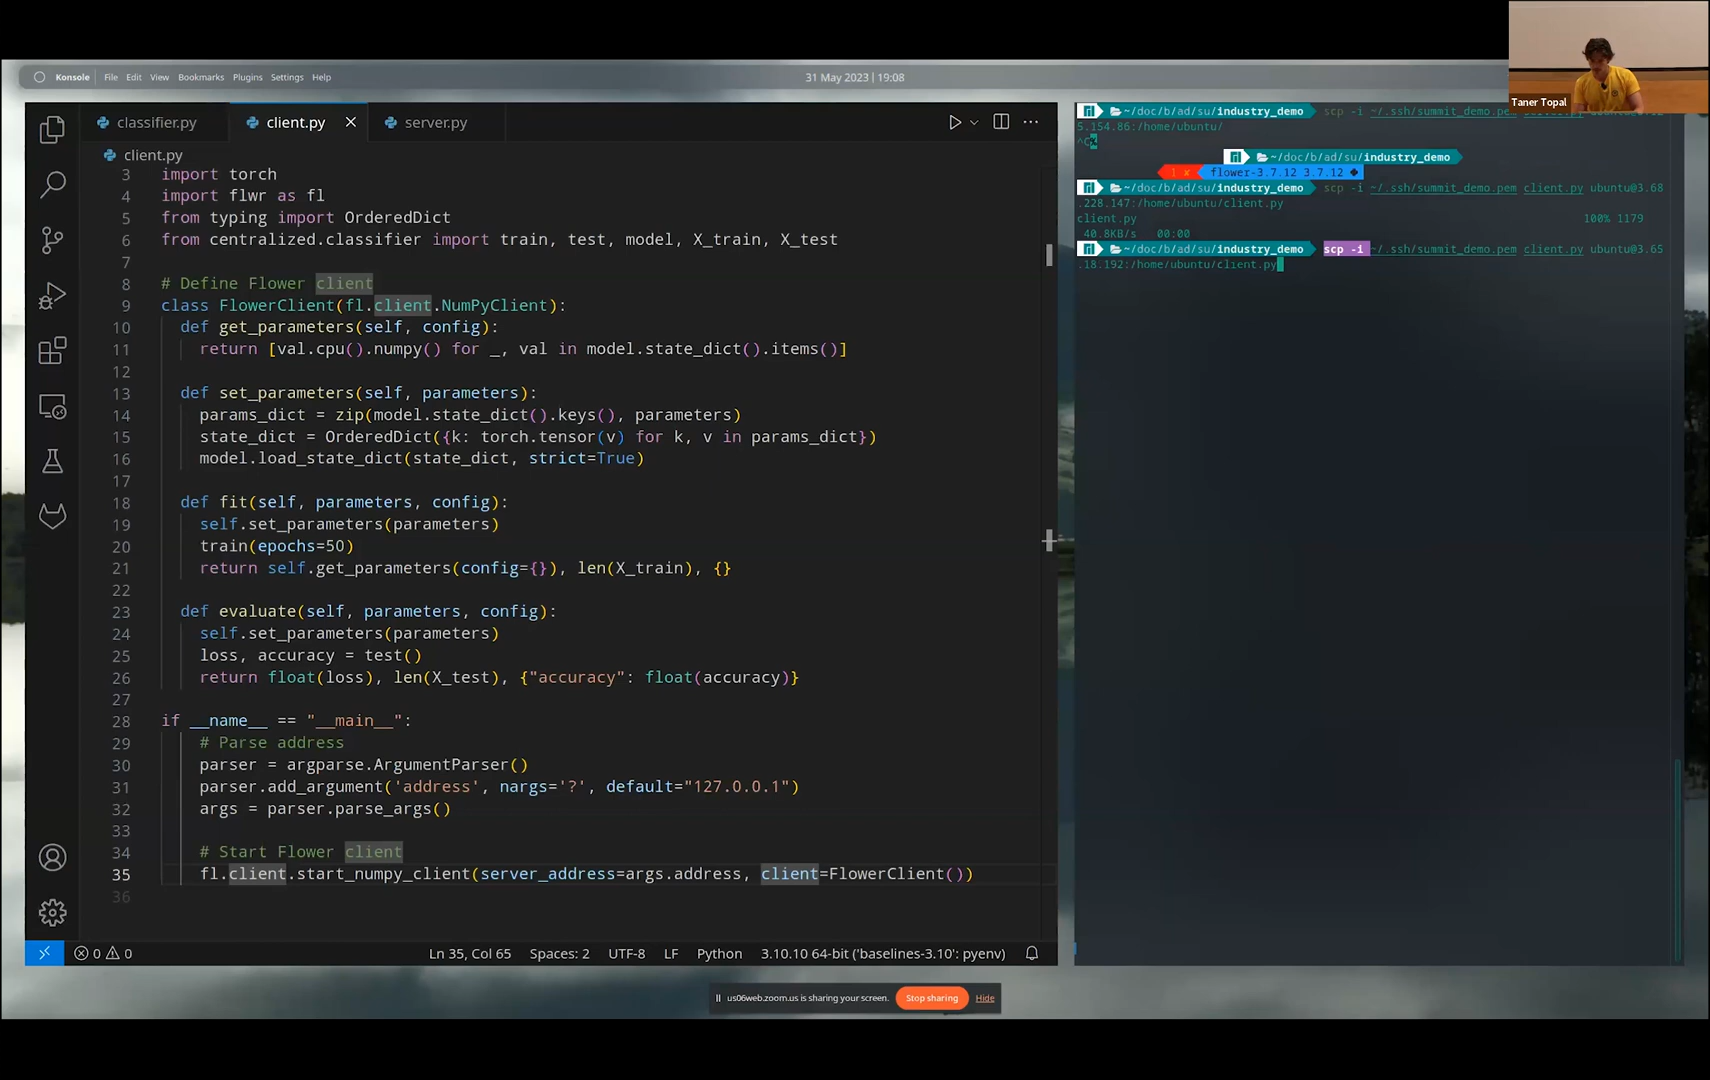 Konsole File Edit View Bookmarks Plugins Settings Help
31 May 2023 | 19:08
Taner Topal
classifier.py client.py server.py
client.py
3 import torch
4 import flwr as fl
5 from typing import OrderedDict
6 from centralized.classifier import train, test, model, X_train, X_test
7
8 # Define Flower client
9 class FlowerClient(fl.client.NumPyClient):
10 def get_parameters(self, config):
11 return [val.cpu().numpy() for _, val in model.state_dict().items()]
12
13 def set_parameters(self, parameters):
14 params_dict = zip(model.state_dict().keys(), parameters)
15 state_dict = OrderedDict({k: torch.tensor(v) for k, v in params_dict})
16 model.load_state_dict(state_dict, strict=True)
17
18 def fit(self, parameters, config):
19 self.set_parameters(parameters)
20 train(epochs=50)
21 return self.get_parameters(config={}), len(X_train), {}
22
23 def evaluate(self, parameters, config):
24 self.set_parameters(parameters)
25 loss, accuracy = test()
26 return float(loss), len(X_test), {"accuracy": float(accuracy)}
27
28 if __name__ == "__main__":
29 # Parse address
30 parser = argparse.ArgumentParser()
31 parser.add_argument('address', nargs='?', default="127.0.0.1")
32 args = parser.parse_args()
33
34 # Start Flower client
35 fl.client.start_numpy_client(server_address=args.address, client=FlowerClient())
36
0 0 Ln 35, Col 65 Spaces: 2 UTF-8 LF Python 3.10.10 64-bit ('baselines-3.10': pyenv)
~/doc/b/ad/su/industry_demo scp -i ~/.ssh/summit_demo.pem
5.154.86:/home/ubuntu/
^C
~/doc/b/ad/su/industry_demo
1 x flower-3.7.12 3.7.12
~/doc/b/ad/su/industry_demo scp -i ~/.ssh/summit_demo.pem client.py ubuntu@3.68
.228.147:/home/ubuntu/client.py
client.py 100% 1179
40.8KB/s 00:00
~/doc/b/ad/su/industry_demo scp -i ~/.ssh/summit_demo.pem client.py ubuntu@3.65
.18.192:/home/ubuntu/client.py
us06web.zoom.us is sharing your screen. Stop sharing Hide